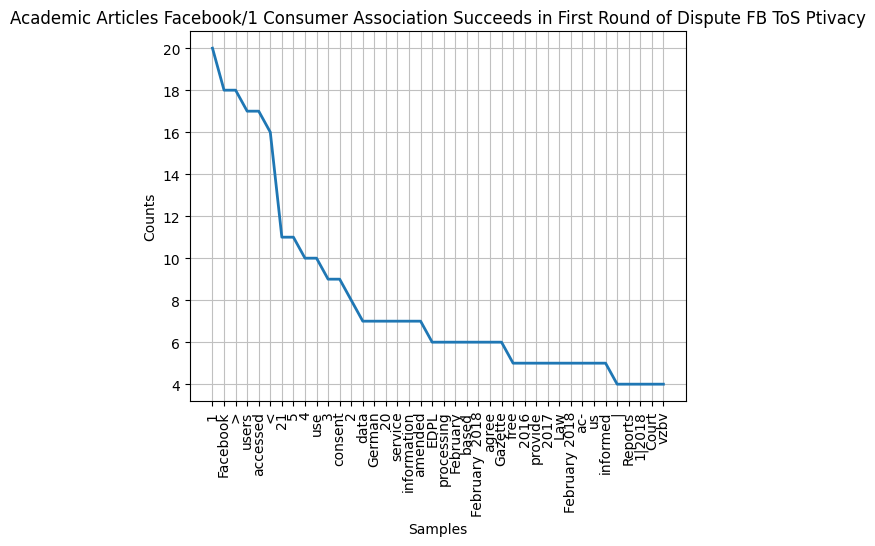 Academic Articles Facebook/1 Consumer Association Succeeds in First Round of Dispute FB ToS Ptivacy
20
18
16
14
12
10
8
6
4
Counts
1
Facebook
>
users
accessed
<
21
5
4
use
3
consent
2
data
German
20
service
information
amended
EDPL
processing
February
based
February  2018
agree
Gazette
free
2016
provide
2017
Law
February 2018
ac-
us
informed
|
Reports
1|2018
Court
vzbv
Samples